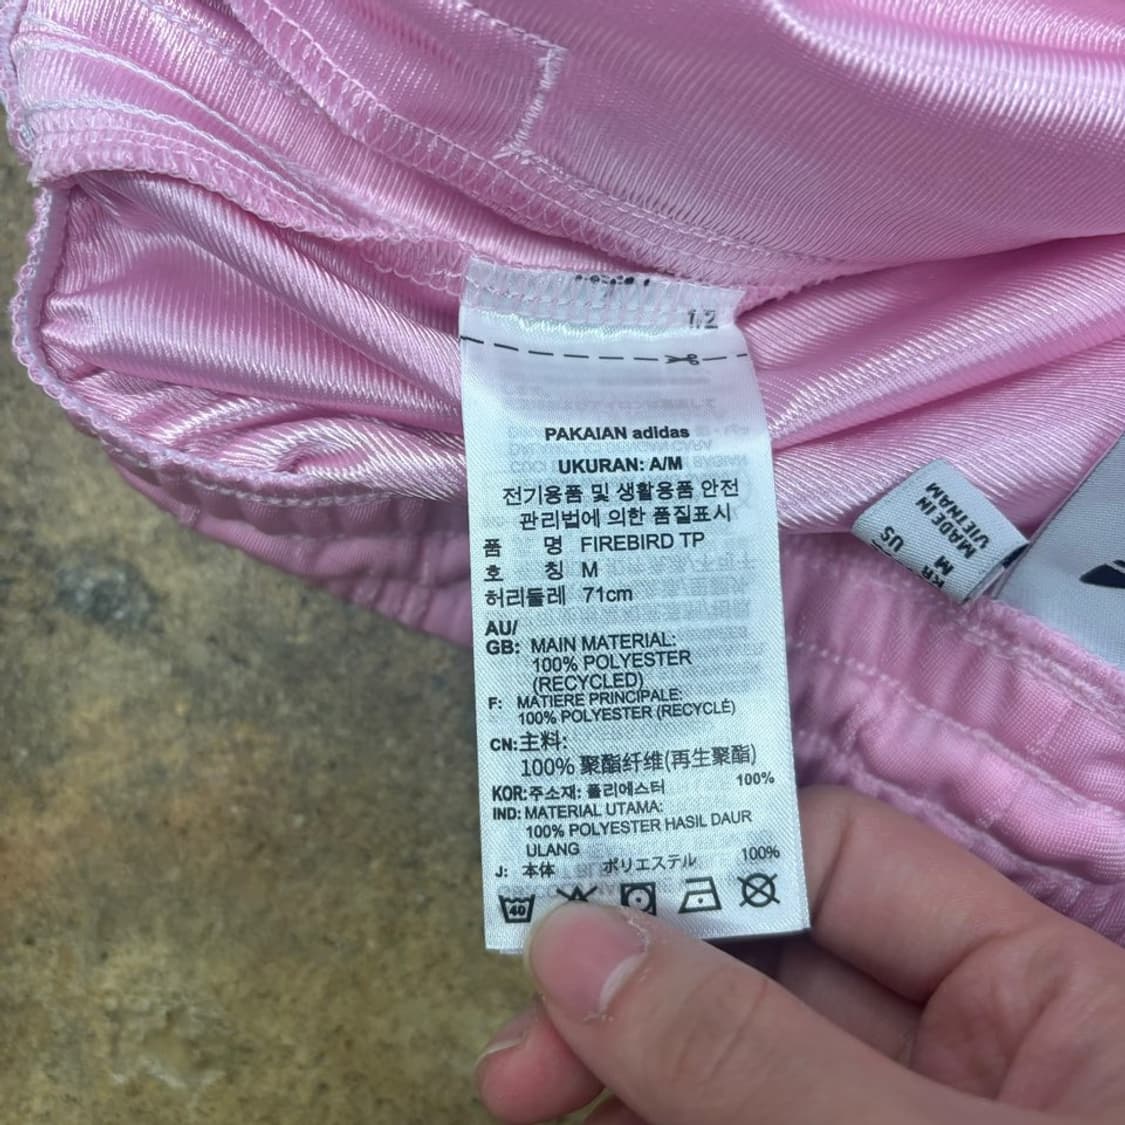 1,2
PAKAIAN adidas
UKURAN: A/M
전기용품 및 생활용품 안전
관리법에 의한 품질표시
품 명 FIREBIRD TP
호 칭 M
허리둘레 71cm
AU/
GB: MAIN MATERIAL:
100% POLYESTER
(RECYCLED)
F: MATIERE PRINCIPALE:
100% POLYESTER (RECYCLÉ)
CN:主料:
100% 聚酯纤维(再生聚酯)
KOR:주소재: 폴리에스터 100%
IND: MATERIAL UTAMA:
100% POLYESTER HASIL DAUR
ULANG
J: 本体 ポリエステル 100%
40
MADE IN
VIETNAM
US
M